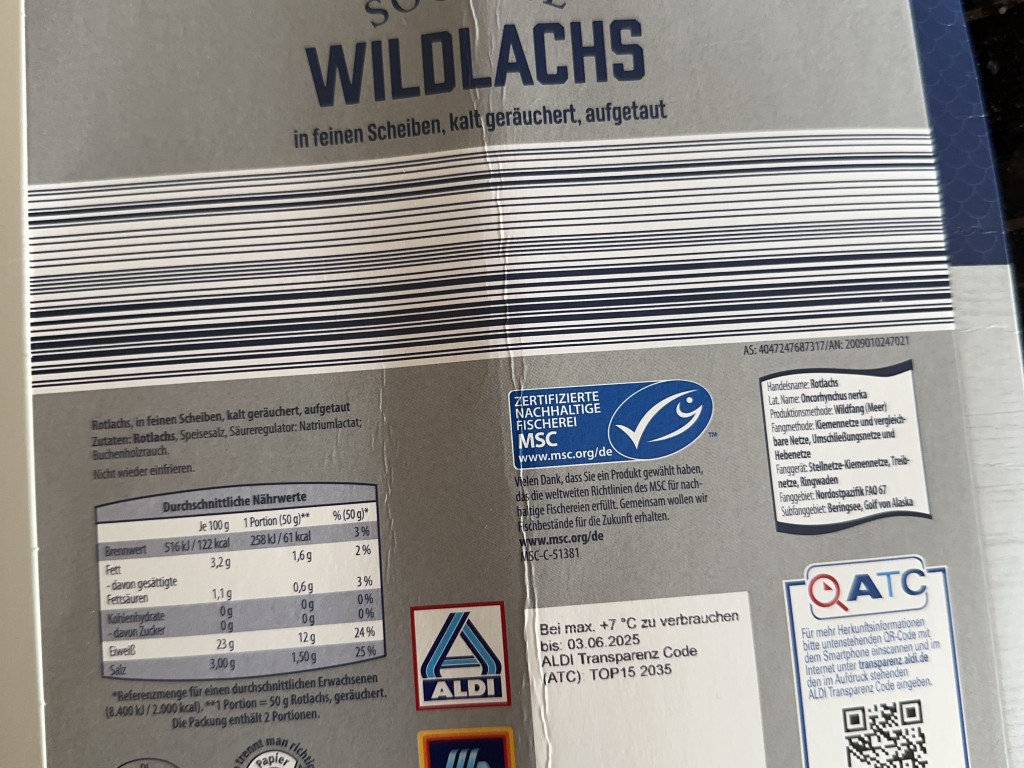 WILDLACHS
in feinen Scheiben, kalt geräuchert, aufgetaut
AS: 4047247687317/AN: 2009010247021
Rotlachs, in feinen Scheiben, kalt geräuchert, aufgetaut
Zutaten: Rotlachs, Speisesalz, Säureregulator: Natriumlactat;
Buchenholzrauch.
Nicht wieder einfrieren.
Durchschnittliche Nährwerte
Je 100 g 1 Portion (50 g)** % (50 g)*
Brennwert 516 kJ / 122 kcal 258 kJ / 61 kcal 3 %
Fett 3,2 g 1,6 g 2 %
- davon gesättigte
Fettsäuren 1,1 g 0,6 g 3 %
Kohlenhydrate 0 g 0 g 0 %
- davon Zucker 0 g 0 g 0 %
Eiweiß 23 g 12 g 24 %
Salz 3,00 g 1,50 g 25 %
*Referenzmenge für einen durchschnittlichen Erwachsenen
(8.400 kJ / 2.000 kcal). **1 Portion = 50 g Rotlachs, geräuchert.
Die Packung enthält 2 Portionen.
trennt man richtig
Papier
ZERTIFIZIERTE
NACHHALTIGE
FISCHEREI
MSC
www.msc.org/de
TM
Vielen Dank, dass Sie ein Produkt gewählt haben,
das die weltweiten Richtlinien des MSC für nach-
haltige Fischereien erfüllt. Gemeinsam wollen wir
Fischbestände für die Zukunft erhalten.
www.msc.org/de
MSC-C-51381
ALDI
Bei max. +7 °C zu verbrauchen
bis: 03.06.2025
ALDI Transparenz Code
(ATC): TOP15 2035
Handelsname: Rotlachs
Lat. Name: Oncorhynchus nerka
Produktionsmethode: Wildfang (Meer)
Fangmethode: Kiemennetze und vergleich-
bare Netze, Umschließungsnetze und
Hebenetze
Fanggerät: Stellnetze-Kiemennetze, Treib-
netze, Ringwaden
Fanggebiet: Nordostpazifik FAO 67
Subfanggebiet: Beringsee, Golf von Alaska
ATC
Für mehr Herkunftsinformationen
bitte untenstehenden QR-Code mit
dem Smartphone einscannen und im
Internet unter transparenz.aldi.de
den im Aufdruck stehenden
ALDI Transparenz Code eingeben.